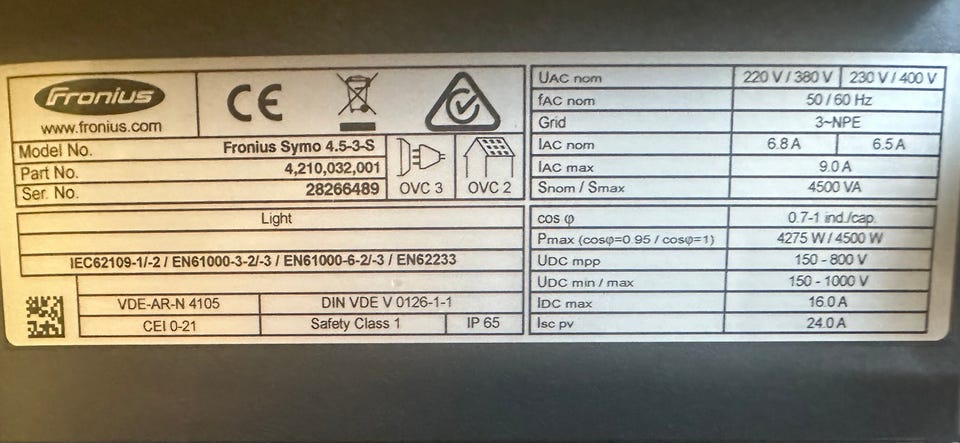 Fronius
www.fronius.com
CE
Model No. Fronius Symo 4.5-3-S
Part No. 4,210,032,001
Ser. No. 28266489
OVC 3 OVC 2
Light
IEC62109-1/-2 / EN61000-3-2/-3 / EN61000-6-2/-3 / EN62233
VDE-AR-N 4105 DIN VDE V 0126-1-1
CEI 0-21 Safety Class 1 IP 65
UAC nom 220 V / 380 V 230 V / 400 V
fAC nom 50 / 60 Hz
Grid 3~NPE
IAC nom 6.8 A 6.5 A
IAC max 9.0 A
Snom / Smax 4500 VA
cos φ 0.7-1 ind./cap.
Pmax (cosφ=0.95 / cosφ=1) 4275 W / 4500 W
UDC mpp 150 - 800 V
UDC min / max 150 - 1000 V
IDC max 16.0 A
Isc pv 24.0 A